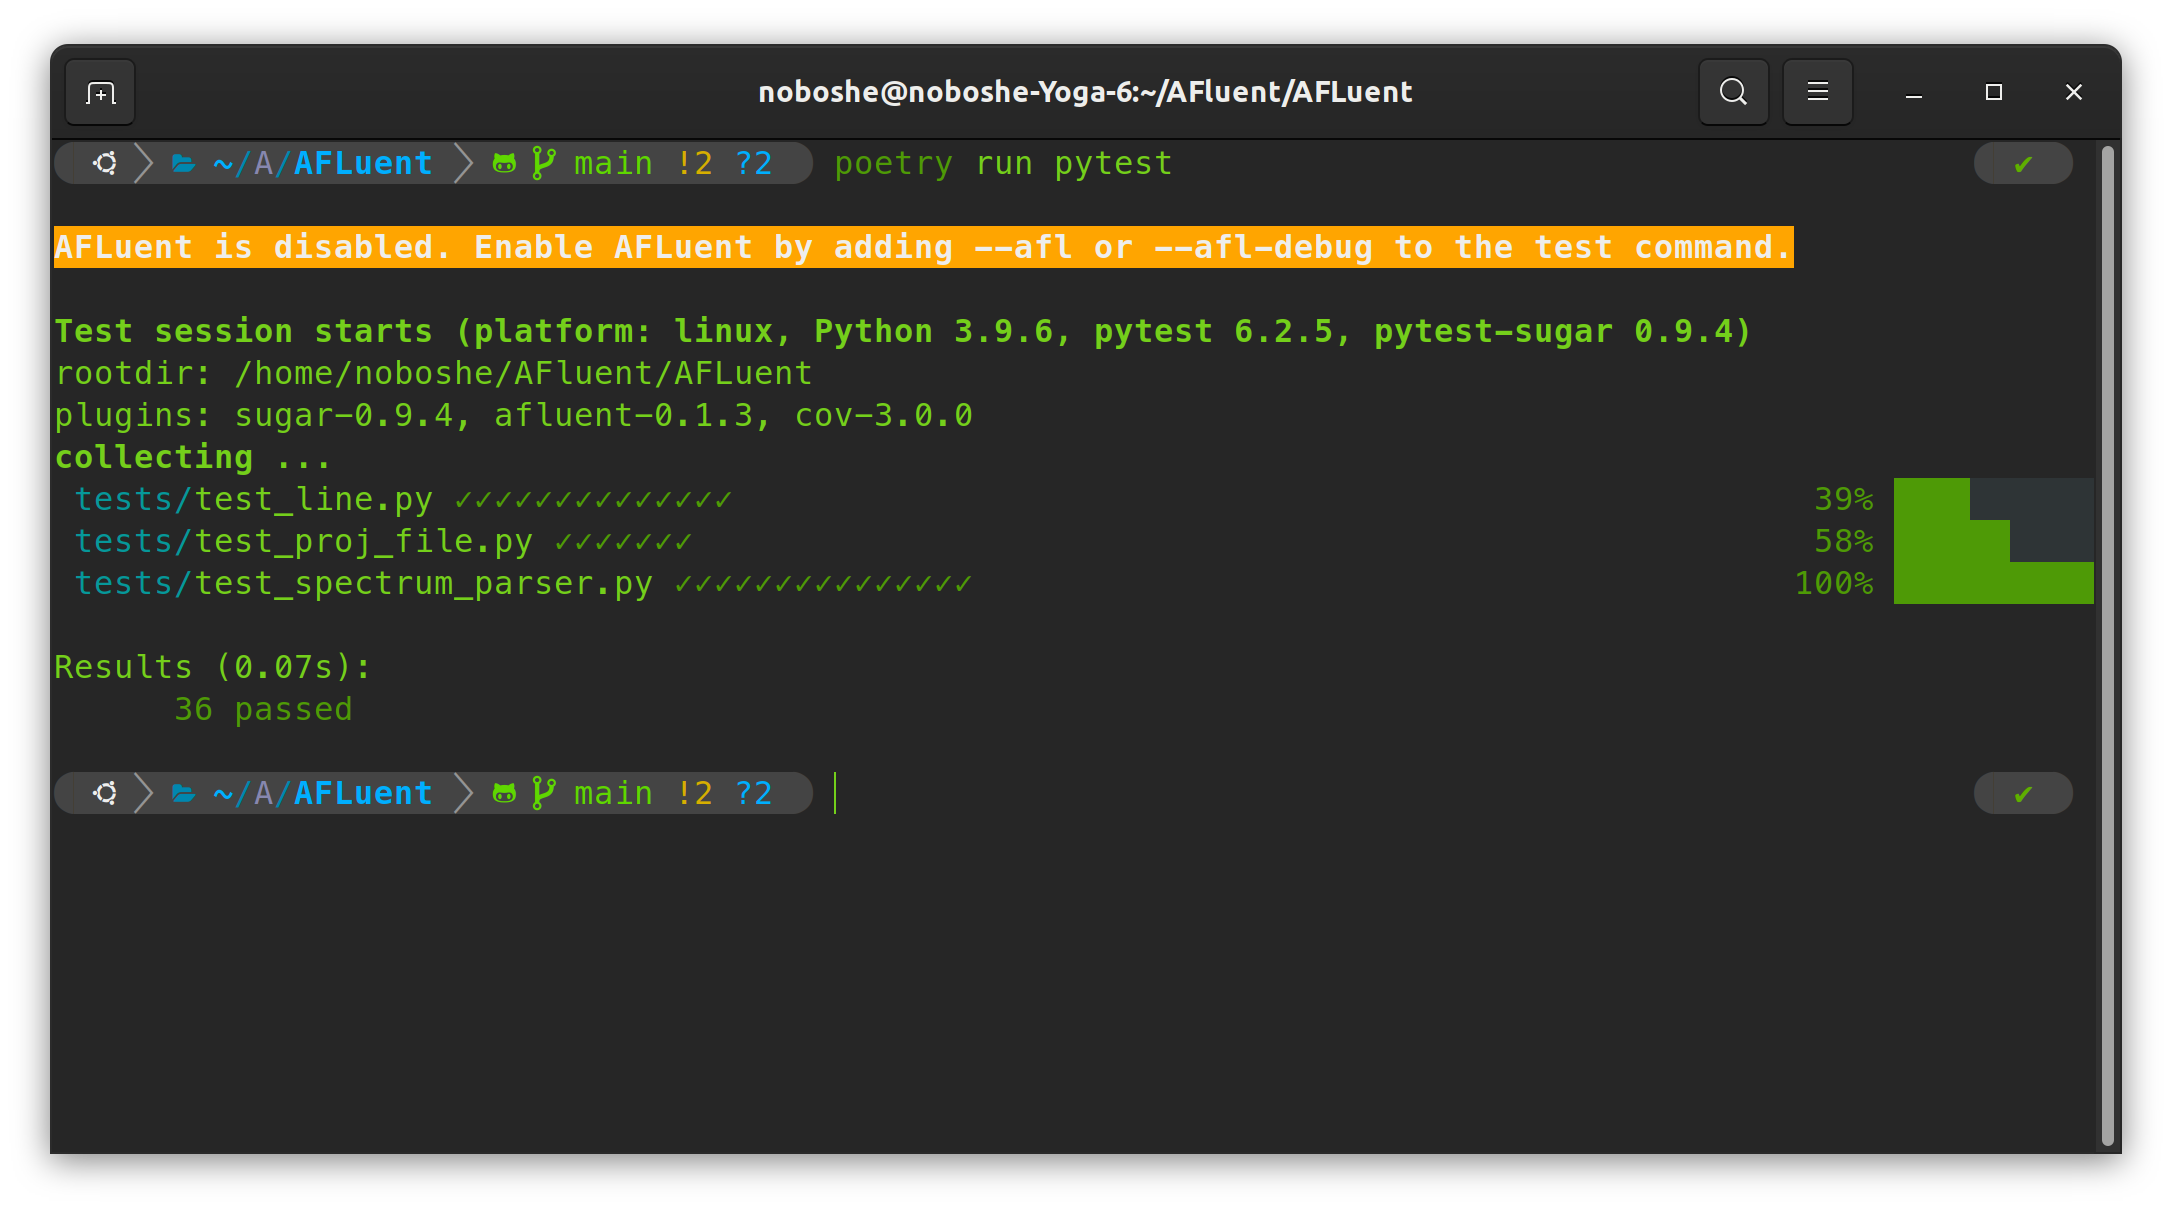 noboshe@noboshe-Yoga-6:~/AFluent/AFLuent
~/A/AFLuent main !2 ?2 poetry run pytest ✔
AFLuent is disabled. Enable AFLuent by adding --afl or --afl-debug to the test command.
Test session starts (platform: linux, Python 3.9.6, pytest 6.2.5, pytest-sugar 0.9.4)
rootdir: /home/noboshe/AFluent/AFLuent
plugins: sugar-0.9.4, afluent-0.1.3, cov-3.0.0
collecting ...
tests/test_line.py ✓✓✓✓✓✓✓✓✓✓✓✓✓✓ 39%
tests/test_proj_file.py ✓✓✓✓✓✓✓ 58%
tests/test_spectrum_parser.py ✓✓✓✓✓✓✓✓✓✓✓✓✓✓✓ 100%
Results (0.07s):
36 passed
~/A/AFLuent main !2 ?2 ✔